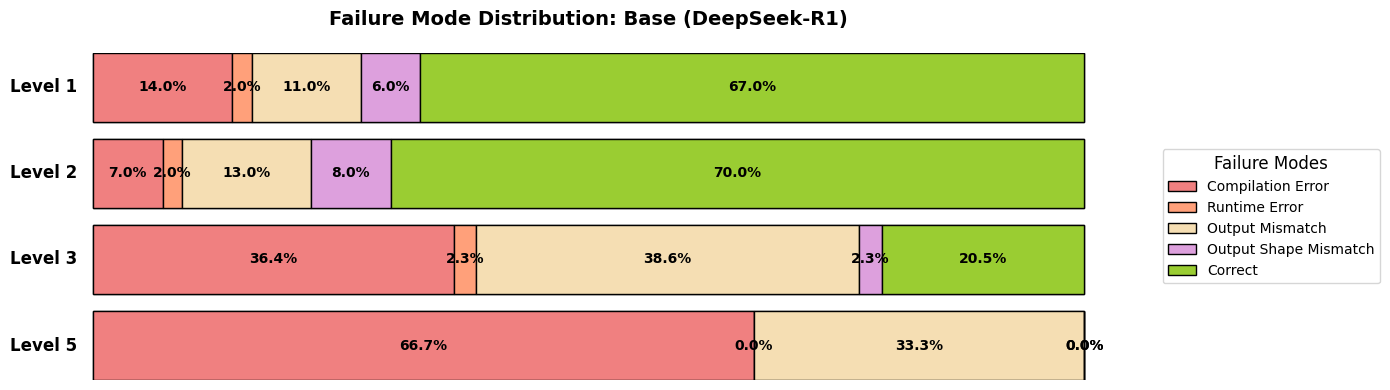 Failure Mode Distribution: Base (DeepSeek-R1)
Level 1
14.0%
2.0%
11.0%
6.0%
67.0%
Level 2
7.0%
2.0%
13.0%
8.0%
70.0%
Level 3
36.4%
2.3%
38.6%
2.3%
20.5%
Level 5
66.7%
0.0%
33.3%
0.0%
Failure Modes
Compilation Error
Runtime Error
Output Mismatch
Output Shape Mismatch
Correct